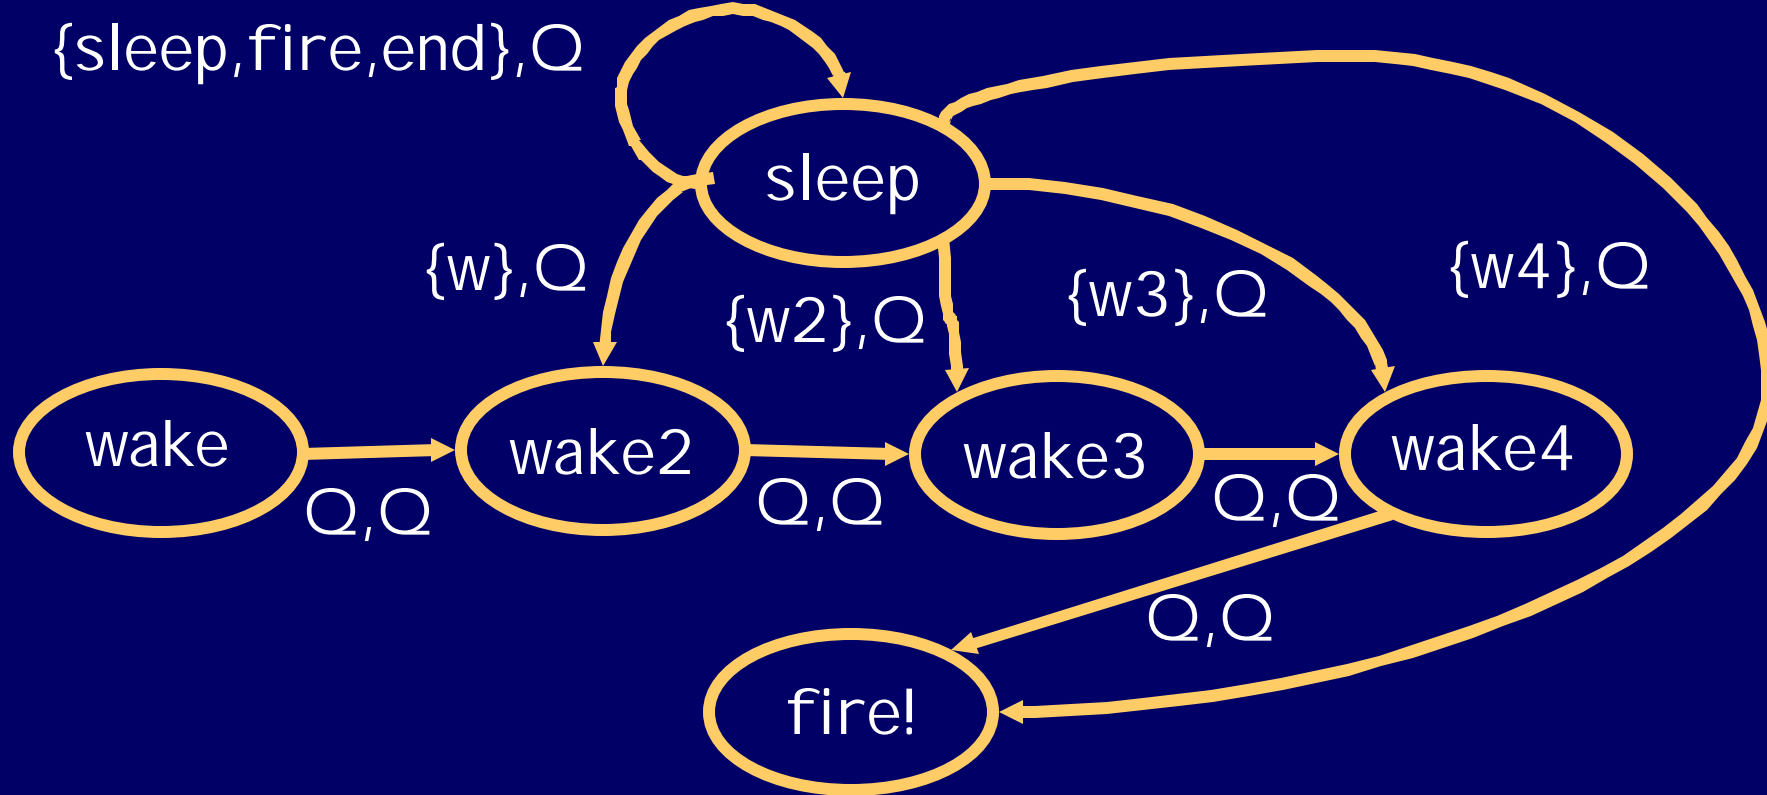 {sleep,fire,end},Q
sleep
{w},Q
{w2},Q
{w3},Q
{w4},Q
wake
wake2
wake3
wake4
Q,Q
Q,Q
Q,Q
Q,Q
fire!